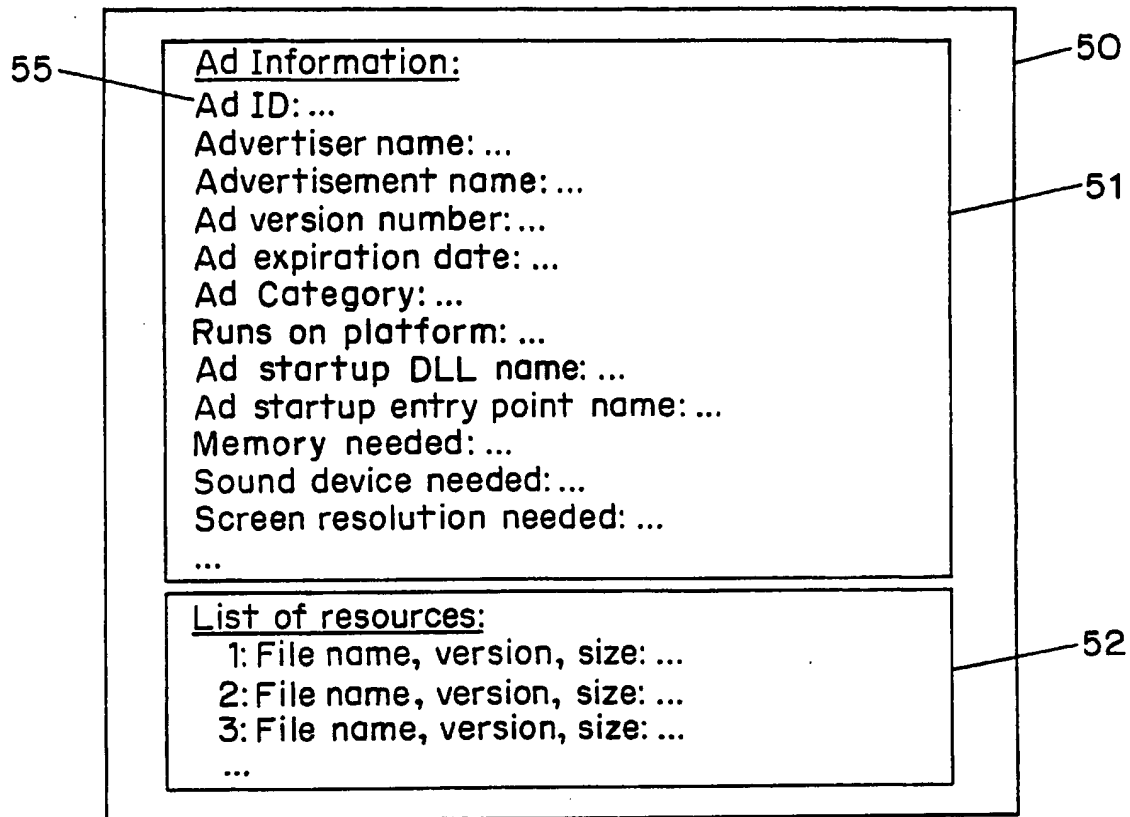 50
55
Ad Information:
Ad ID: ...
Advertiser name: ...
Advertisement name: ...
51
Ad version number: ...
Ad expiration date: ...
Ad Category: ...
Runs on platform: ...
Ad startup DLL name: ...
Ad startup entry point name: ...
Memory needed: ...
Sound device needed: ...
Screen resolution needed: ...
...
List of resources:
1: File name, version, size: ...
52
2: File name, version, size: ...
3: File name, version, size: ...
...